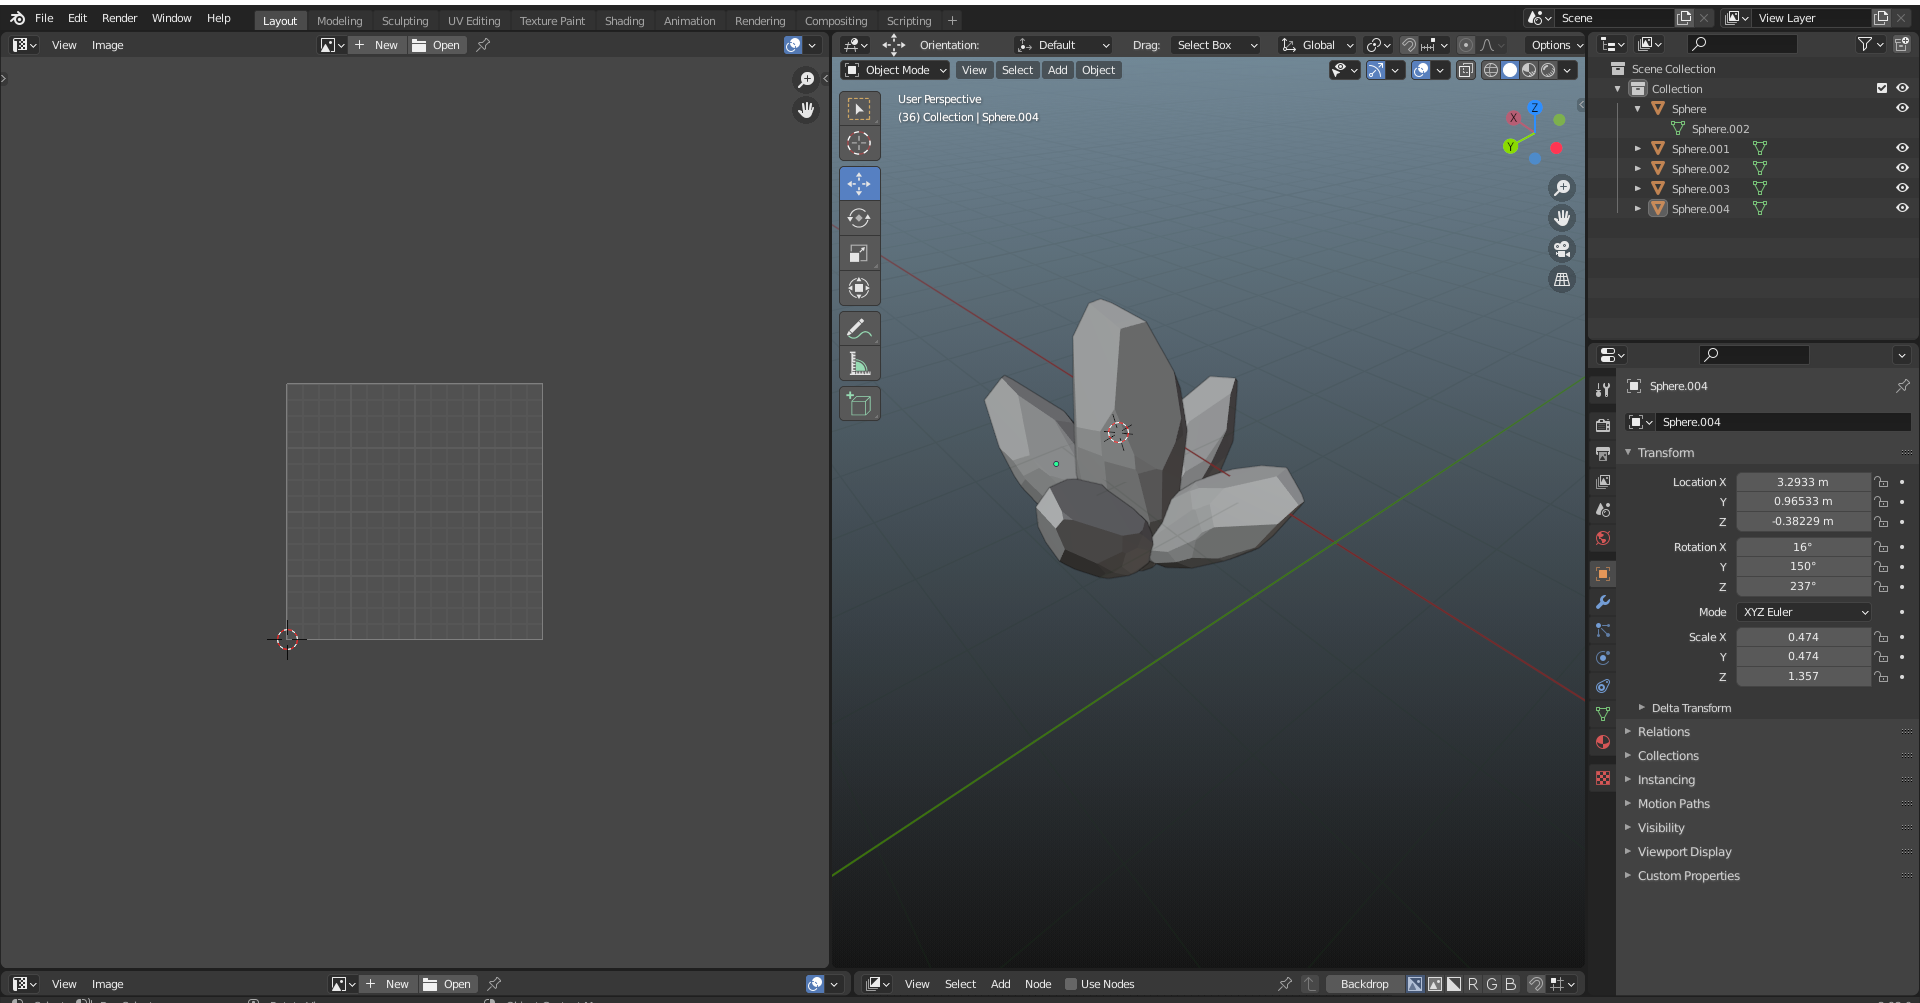 File Edit Render Window Help Layout Modeling Sculpting UV Editing Texture Paint Shading Animation Rendering Compositing Scripting + Scene View Layer
View Image + New Open
Orientation: Default Drag: Select Box Global Options
Object Mode View Select Add Object
User Perspective
(36) Collection | Sphere.004
Z
X
Y
Scene Collection
Collection
Sphere
Sphere.002
Sphere.001
Sphere.002
Sphere.003
Sphere.004
Sphere.004
Sphere.004
Transform
Location X 3.2933 m
Y 0.96533 m
Z -0.38229 m
Rotation X 16°
Y 150°
Z 237°
Mode XYZ Euler
Scale X 0.474
Y 0.474
Z 1.357
Delta Transform
Relations
Collections
Instancing
Motion Paths
Visibility
Viewport Display
Custom Properties
View Image + New Open
View Select Add Node Use Nodes Backdrop R G B